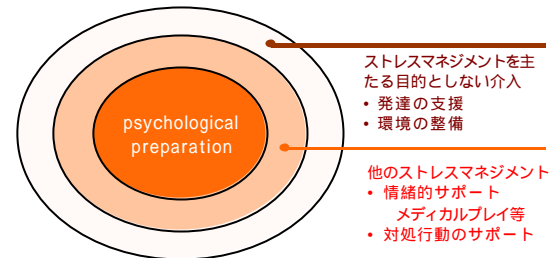 psychological
preparation
ストレスマネジメントを主
たる目的としない介入
• 発達の支援
• 環境の整備
他のストレスマネジメント
• 情緒的サポート
メディカルプレイ等
• 対処行動のサポート